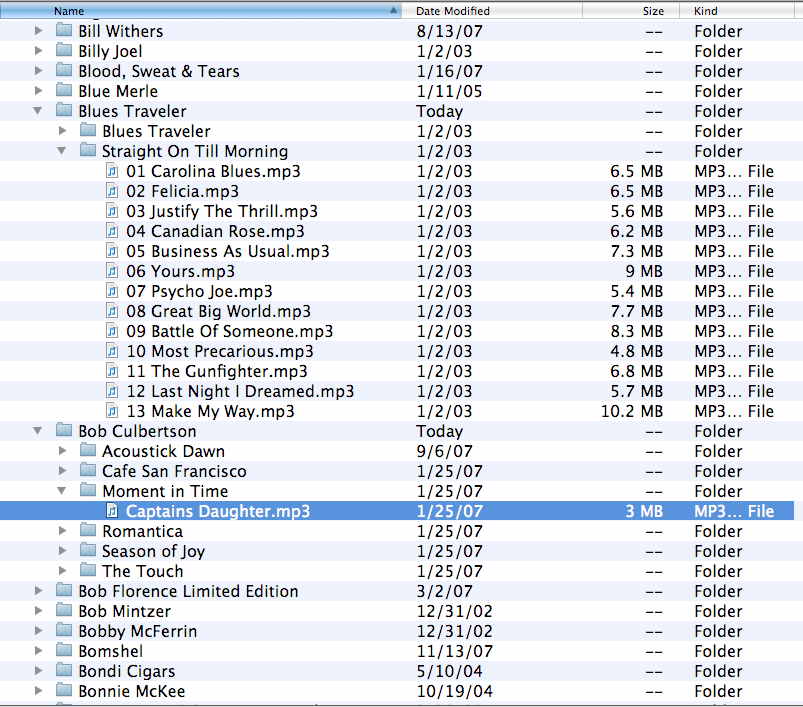 Name Date Modified Size Kind
Bill Withers 8/13/07 -- Folder
Billy Joel 1/2/03 -- Folder
Blood, Sweat & Tears 1/16/07 -- Folder
Blue Merle 1/11/05 -- Folder
Blues Traveler Today -- Folder
Blues Traveler 1/2/03 -- Folder
Straight On Till Morning 1/2/03 -- Folder
01 Carolina Blues.mp3 1/2/03 6.5 MB MP3... File
02 Felicia.mp3 1/2/03 6.5 MB MP3... File
03 Justify The Thrill.mp3 1/2/03 5.6 MB MP3... File
04 Canadian Rose.mp3 1/2/03 6.2 MB MP3... File
05 Business As Usual.mp3 1/2/03 7.3 MB MP3... File
06 Yours.mp3 1/2/03 9 MB MP3... File
07 Psycho Joe.mp3 1/2/03 5.4 MB MP3... File
08 Great Big World.mp3 1/2/03 7.7 MB MP3... File
09 Battle Of Someone.mp3 1/2/03 8.3 MB MP3... File
10 Most Precarious.mp3 1/2/03 4.8 MB MP3... File
11 The Gunfighter.mp3 1/2/03 6.8 MB MP3... File
12 Last Night I Dreamed.mp3 1/2/03 5.7 MB MP3... File
13 Make My Way.mp3 1/2/03 10.2 MB MP3... File
Bob Culbertson Today -- Folder
Acoustick Dawn 9/6/07 -- Folder
Cafe San Francisco 1/25/07 -- Folder
Moment in Time 1/25/07 -- Folder
Captains Daughter.mp3 1/25/07 3 MB MP3... File
Romantica 1/25/07 -- Folder
Season of Joy 1/25/07 -- Folder
The Touch 1/25/07 -- Folder
Bob Florence Limited Edition 3/2/07 -- Folder
Bob Mintzer 12/31/02 -- Folder
Bobby McFerrin 12/31/02 -- Folder
Bomshel 11/13/07 -- Folder
Bondi Cigars 5/10/04 -- Folder
Bonnie McKee 10/19/04 -- Folder